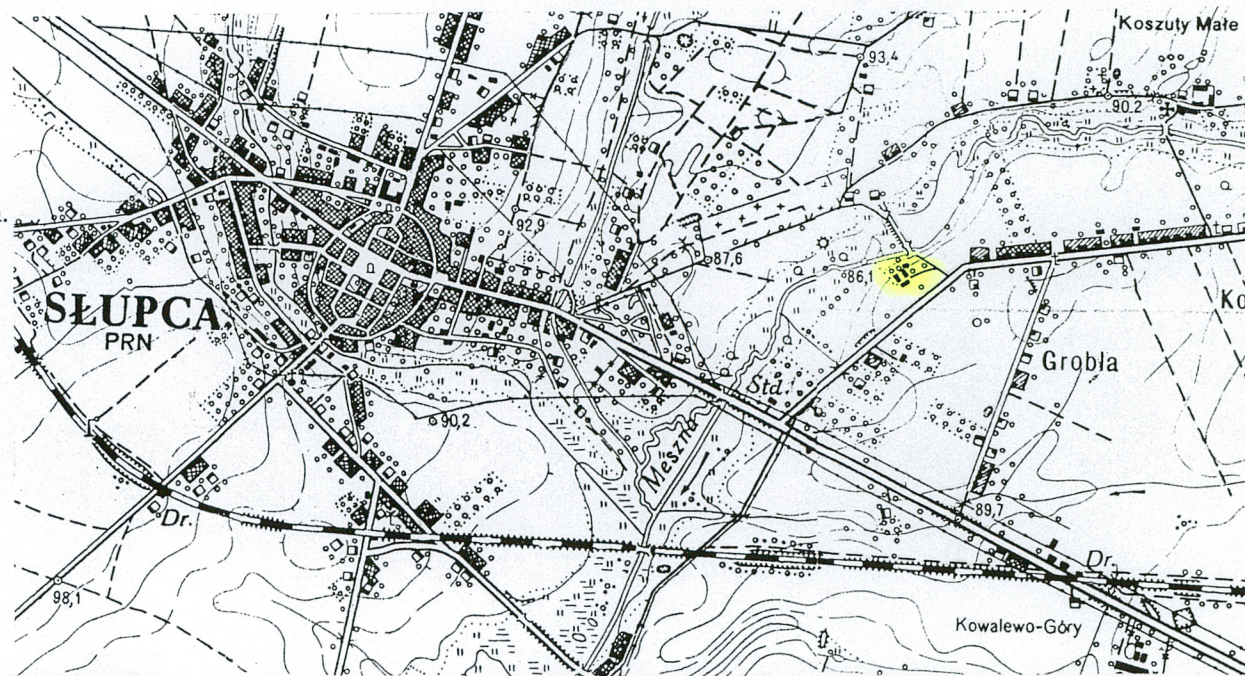 Koszuty Małe
93,4
90.2
92,9
87,6
86,1
SŁUPCA
PRN
Ko
Grobla
Std.
90,2
Meszna
89,7
Dr.
Dr.
98,1
Kowalewo-Góry